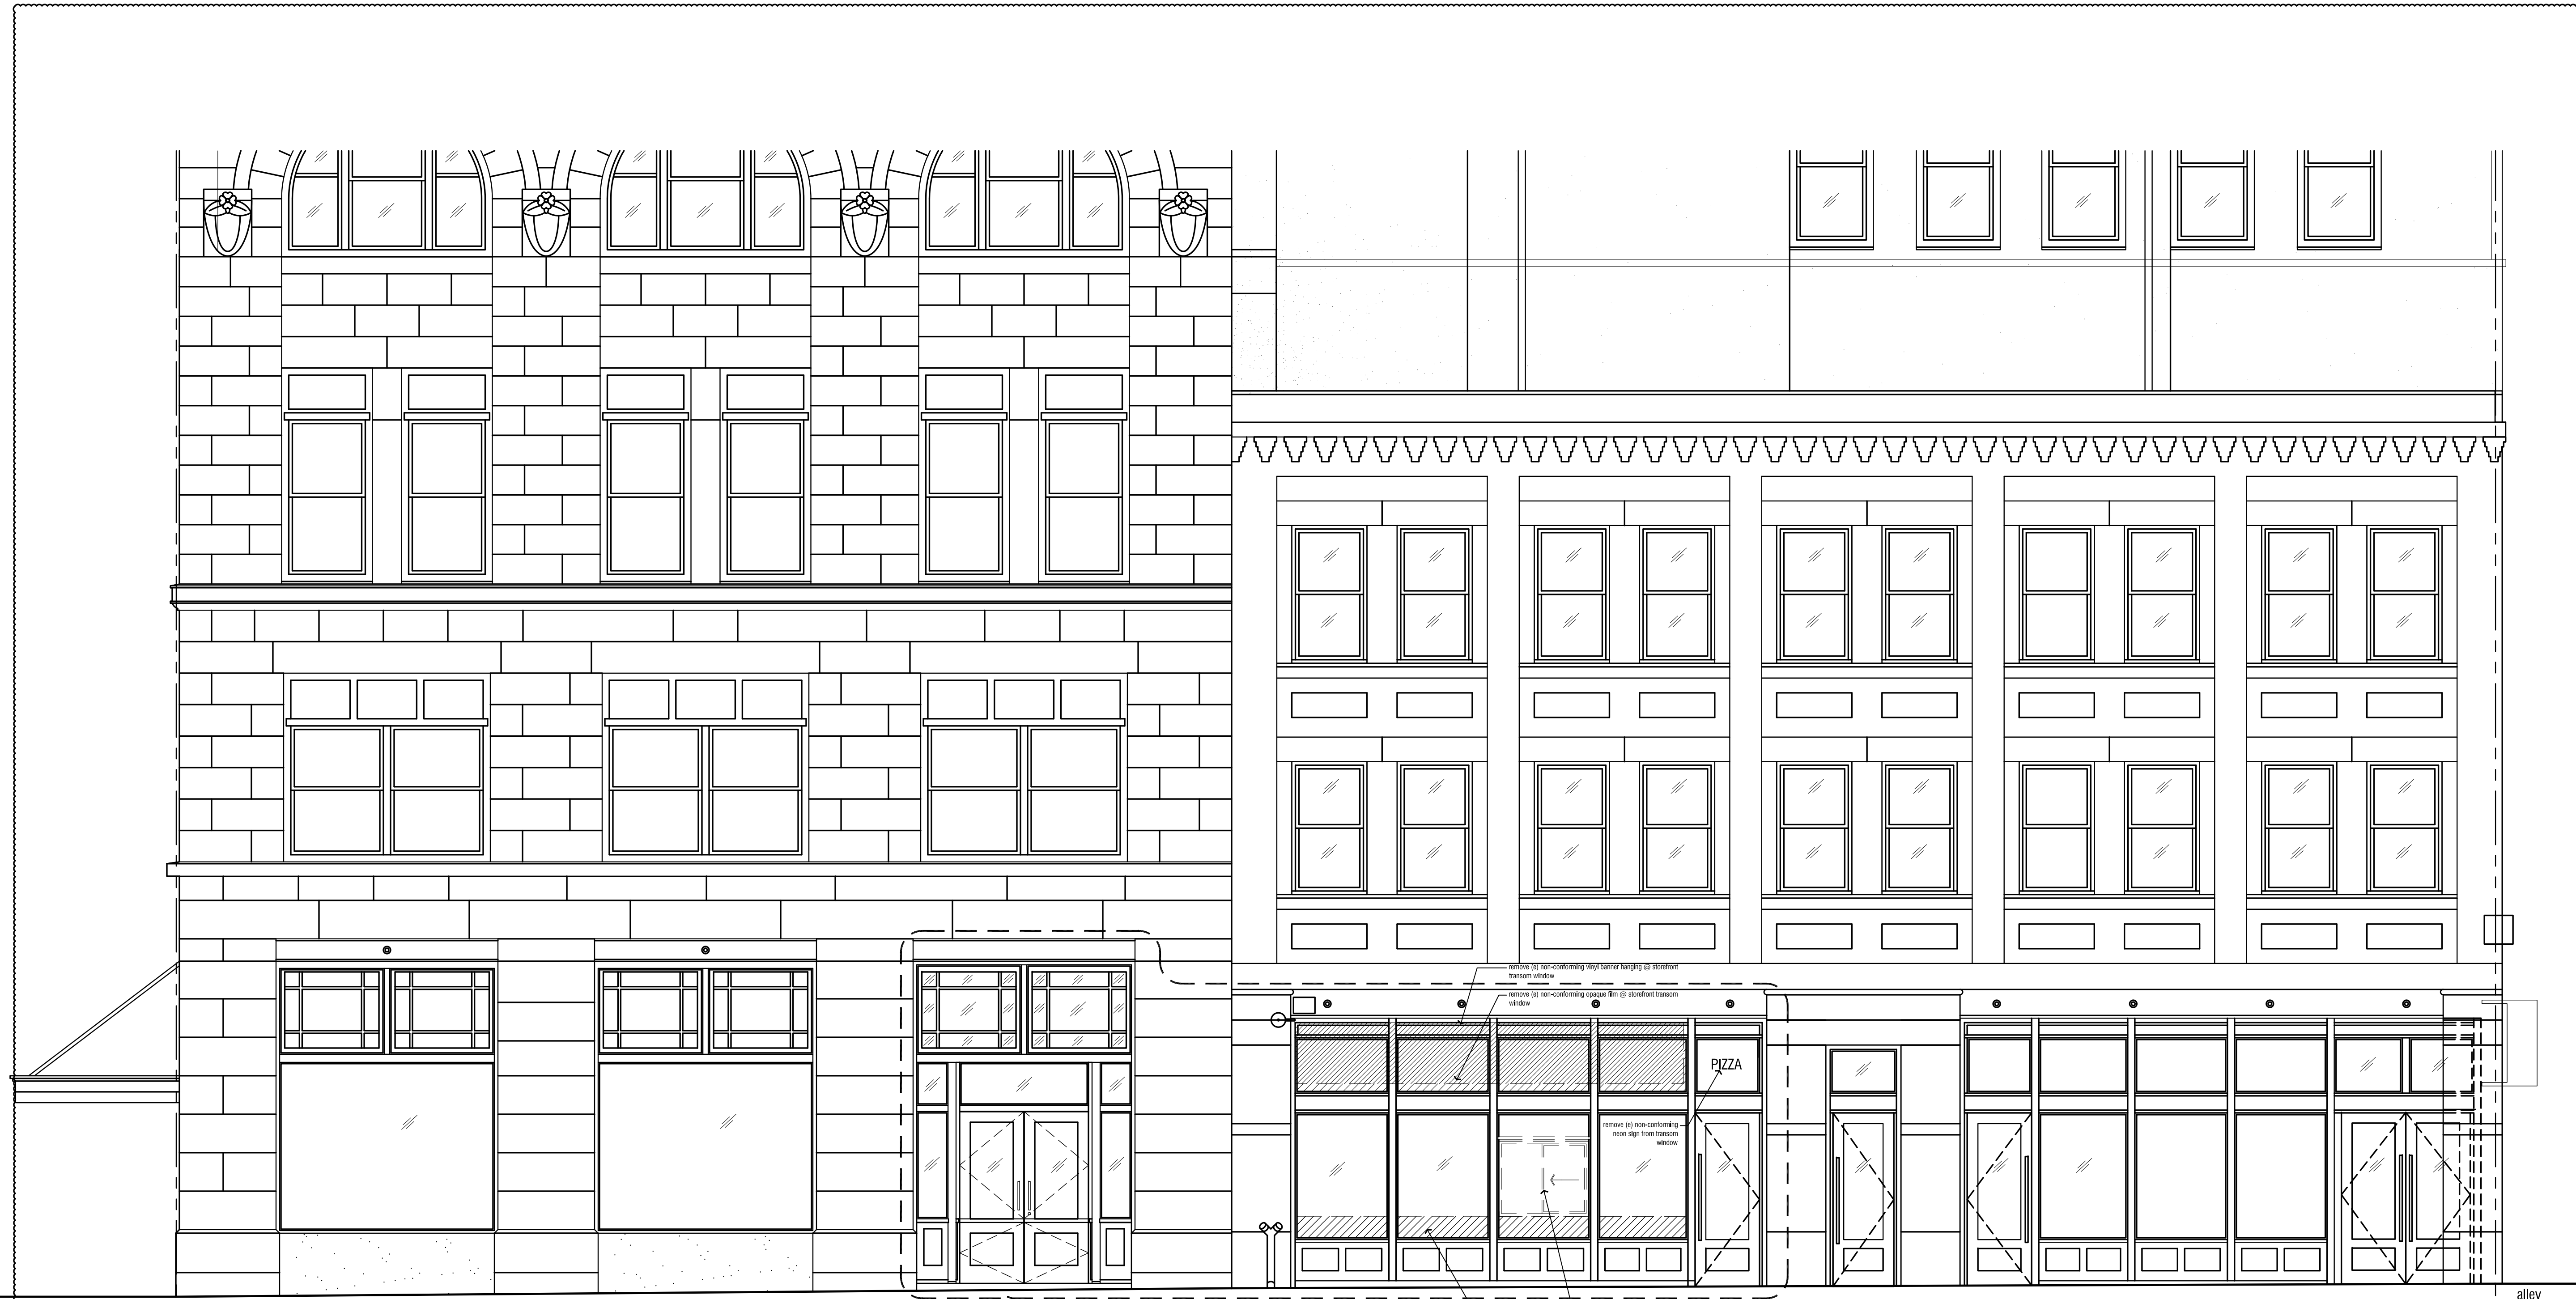 remove (e) non-conforming vinyl banner hanging @ storefront
transom window
remove (e) non-conforming opaque film @ storefront transom
window
PIZZA
remove (e) non-conforming
neon sign from transom
window
alley